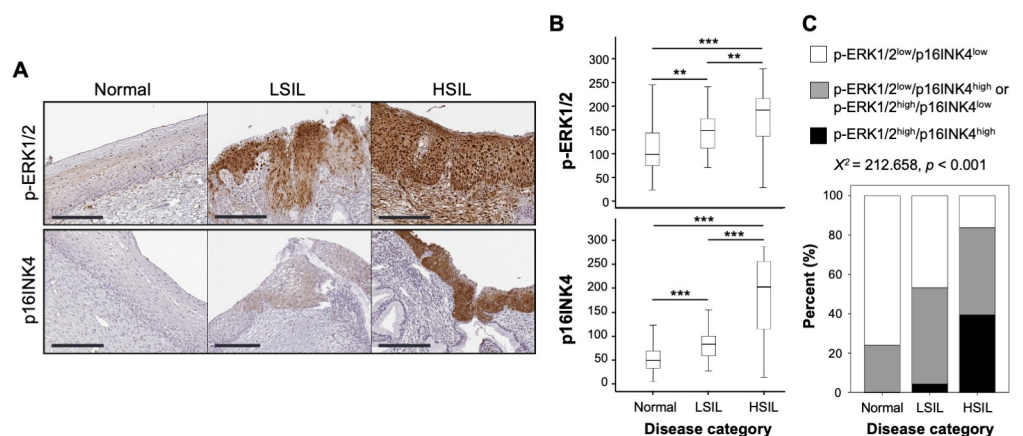 A
Normal
LSIL
HSIL
p-ERK1/2
p16INK4
B
p-ERK1/2
300
250
200
150
100
50
0
***
**
**
p16INK4
300
250
200
150
100
50
0
***
***
***
Normal
LSIL
HSIL
Disease category
C
p-ERK1/2low/p16INK4low
p-ERK1/2low/p16INK4high or
p-ERK1/2high/p16INK4low
p-ERK1/2high/p16INK4high
X2 = 212.658, p < 0.001
Percent (%)
100
80
60
40
20
0
Normal
LSIL
HSIL
Disease category